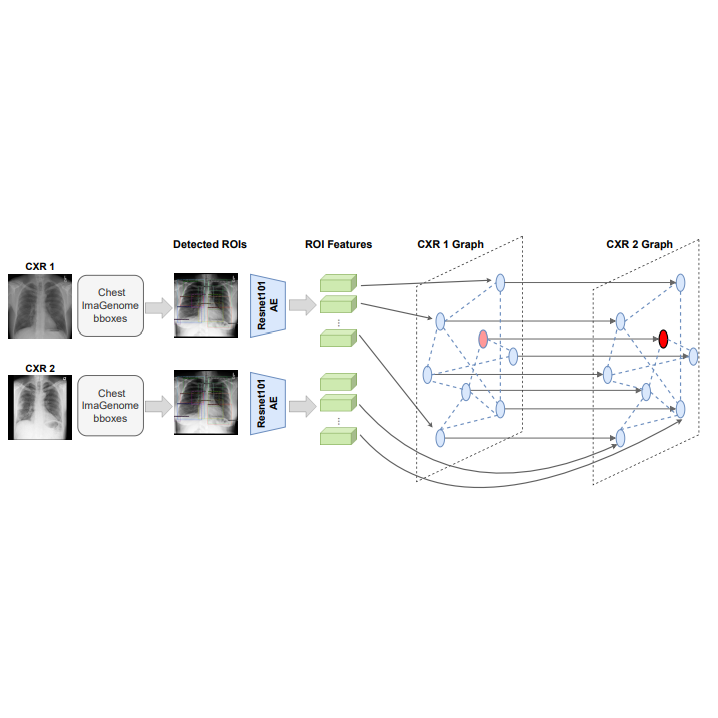 Detected ROIs
ROI Features
CXR 1 Graph
CXR 2 Graph
CXR 1
Chest
ImaGenome
bboxes
Resnet101
AE
CXR 2
Chest
ImaGenome
bboxes
Resnet101
AE